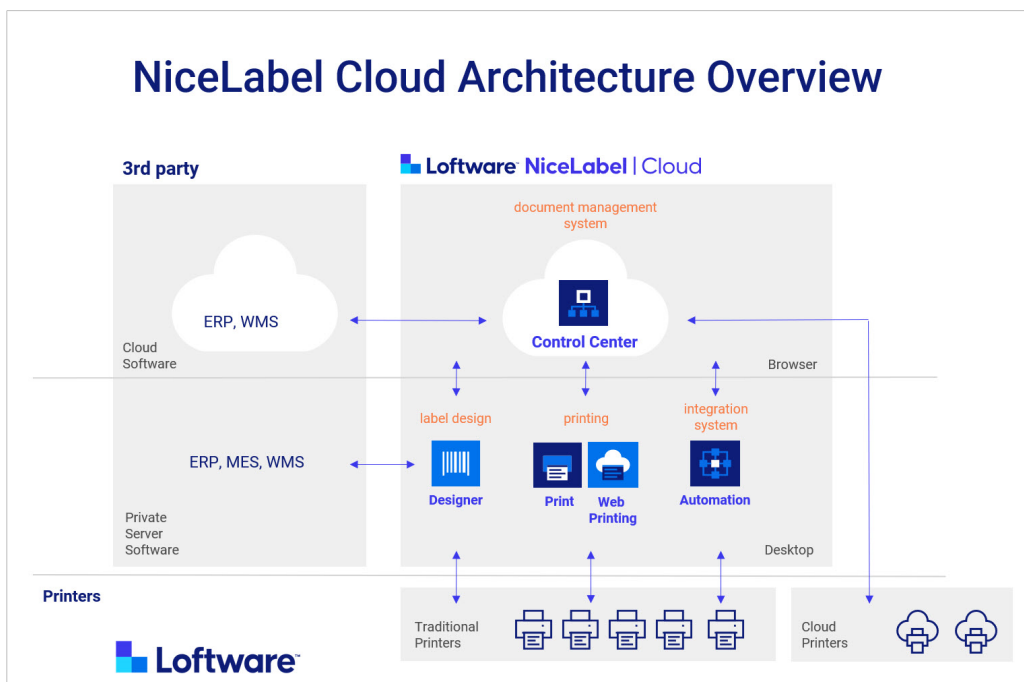 NiceLabel Cloud Architecture Overview
3rd party
Loftware NiceLabel | Cloud
document management
system
ERP, WMS
Control Center
Cloud
Software
Browser
label design
printing
integration
system
ERP, MES, WMS
Designer
Print
Web
Printing
Automation
Private
Server
Software
Desktop
Printers
Traditional
Printers
Cloud
Printers
Loftware™